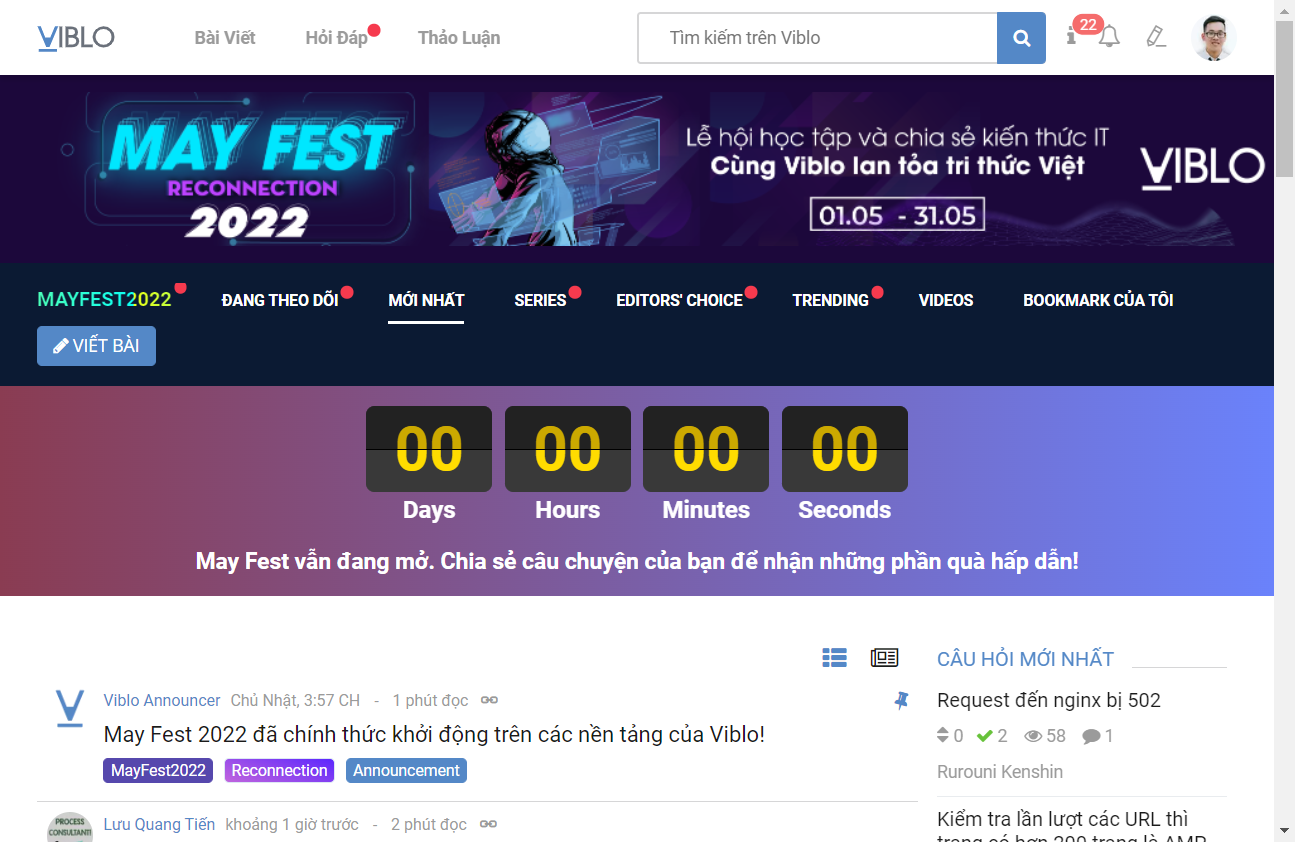 VIBLO
Bài Viết
Hỏi Đáp
Thảo Luận
Tìm kiếm trên Viblo
22
MAY FEST
RECONNECTION
2022
Lễ hội học tập và chia sẻ kiến thức IT
Cùng Viblo lan tỏa tri thức Việt
01.05 - 31.05
VIBLO
MAYFEST2022
ĐANG THEO DÕI
MỚI NHẤT
SERIES
EDITORS' CHOICE
TRENDING
VIDEOS
BOOKMARK CỦA TÔI
VIẾT BÀI
00 00 00 00
Days Hours Minutes Seconds
May Fest vẫn đang mở. Chia sẻ câu chuyện của bạn để nhận những phần quà hấp dẫn!
Viblo Announcer Chủ Nhật, 3:57 CH - 1 phút đọc
May Fest 2022 đã chính thức khởi động trên các nền tảng của Viblo!
MayFest2022 Reconnection Announcement
PROCESS
CONSULTANT!
Lưu Quang Tiến khoảng 1 giờ trước - 2 phút đọc
CÂU HỎI MỚI NHẤT
Request đến nginx bị 502
0 2 58 1
Rurouni Kenshin
Kiểm tra lần lượt các URL thì
trang có hơn 200 trang là AMP